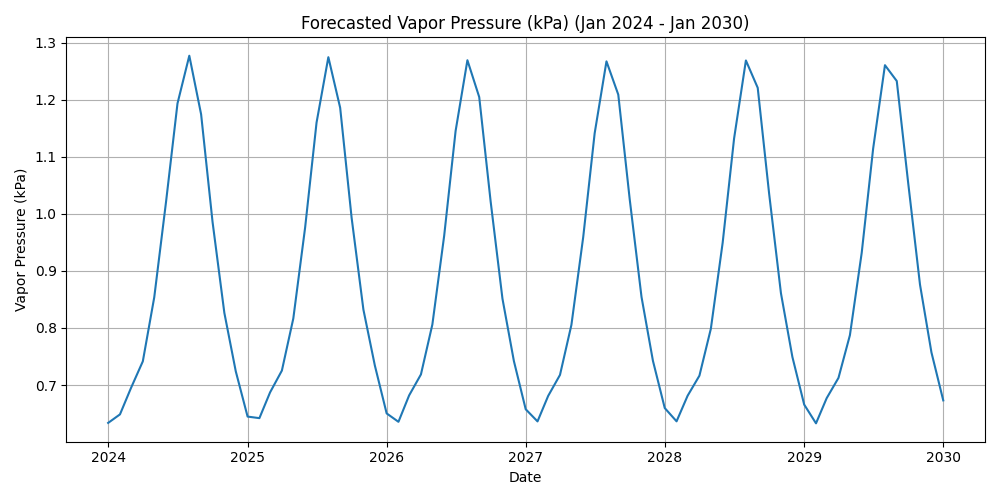 Forecasted Vapor Pressure (kPa) (Jan 2024 - Jan 2030)
1.3
1.2
1.1
1.0
0.9
0.8
0.7
Vapor Pressure (kPa)
2024 2025 2026 2027 2028 2029 2030
Date